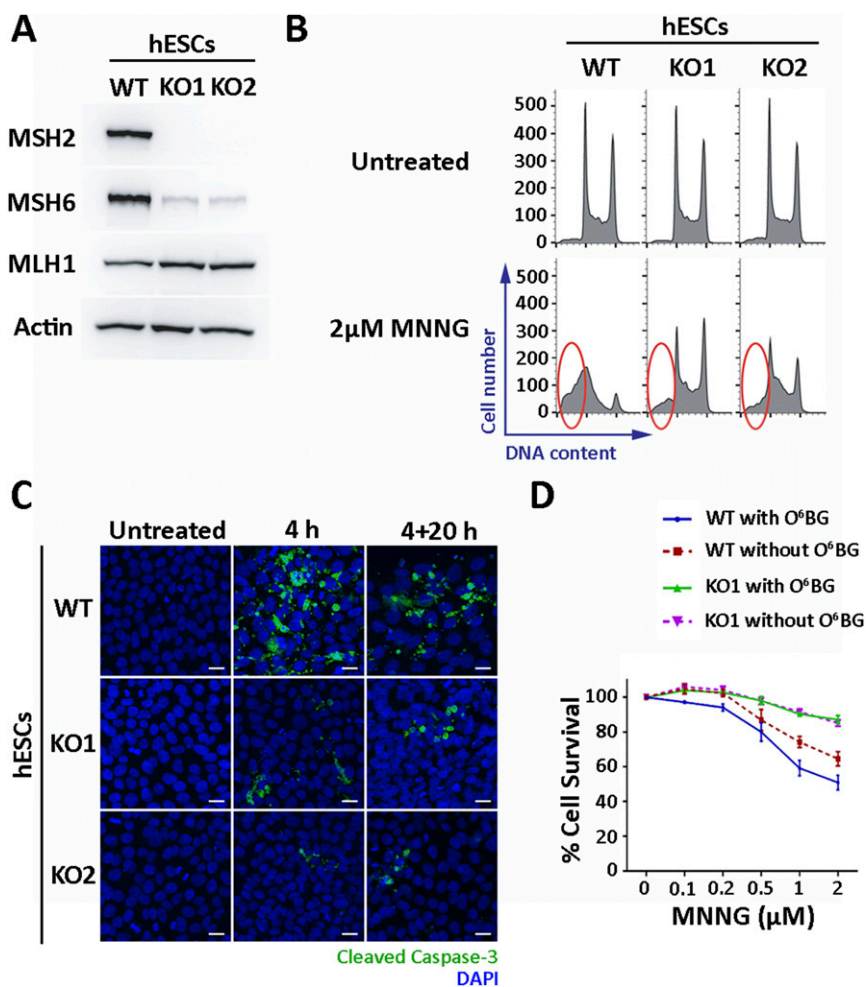 A
hESCs
WT KO1 KO2
MSH2
MSH6
MLH1
Actin
B
hESCs
WT KO1 KO2
Untreated
500
400
300
200
100
0
2μM MNNG
500
400
300
200
100
0
Cell number
DNA content
C
Untreated 4 h 4+20 h
hESCs
WT
KO1
KO2
Cleaved Caspase-3
DAPI
D
WT with O⁶BG
WT without O⁶BG
KO1 with O⁶BG
KO1 without O⁶BG
% Cell Survival
100
80
60
40
20
0
0 0.1 0.2 0.5 1 2
MNNG (μM)